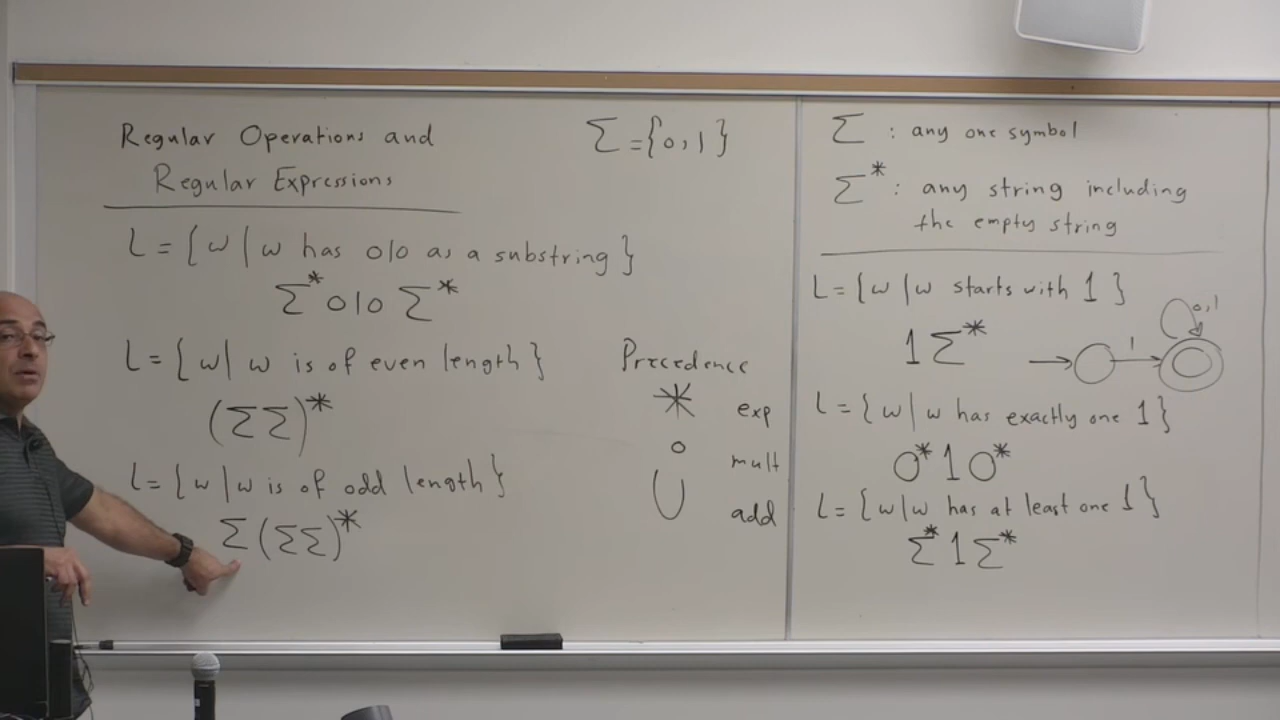 Regular Operations and
Regular Expressions
Σ={0,1}
L={w|w has 010 as a substring}
Σ*010Σ*
L={w|w is of even length}
(ΣΣ)*
L={w|w is of odd length}
Σ(ΣΣ)*
Precedence
* exp
∘ mult
∪ add
Σ : any one symbol
Σ*: any string including
the empty string
L={w|w starts with 1}
1Σ*
0,1
1
L={w|w has exactly one 1}
0*10*
L={w|w has at least one 1}
Σ*1Σ*